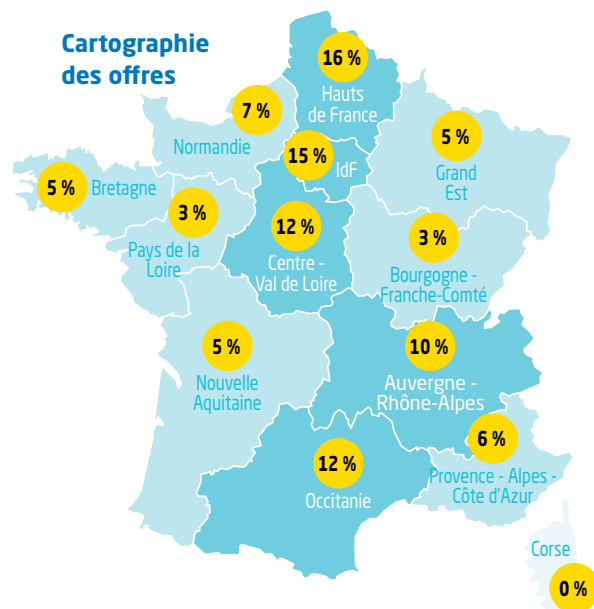 Cartographie
des offres
16 %
Hauts
de France
7 %
Normandie
15 %
IdF
5 %
Grand
Est
5 %
Bretagne
3 %
Pays de la
Loire
12 %
Centre -
Val de Loire
3 %
Bourgogne -
Franche-Comté
5 %
Nouvelle
Aquitaine
10 %
Auvergne -
Rhône-Alpes
12 %
Occitanie
6 %
Provence - Alpes -
Côte d'Azur
Corse
0 %